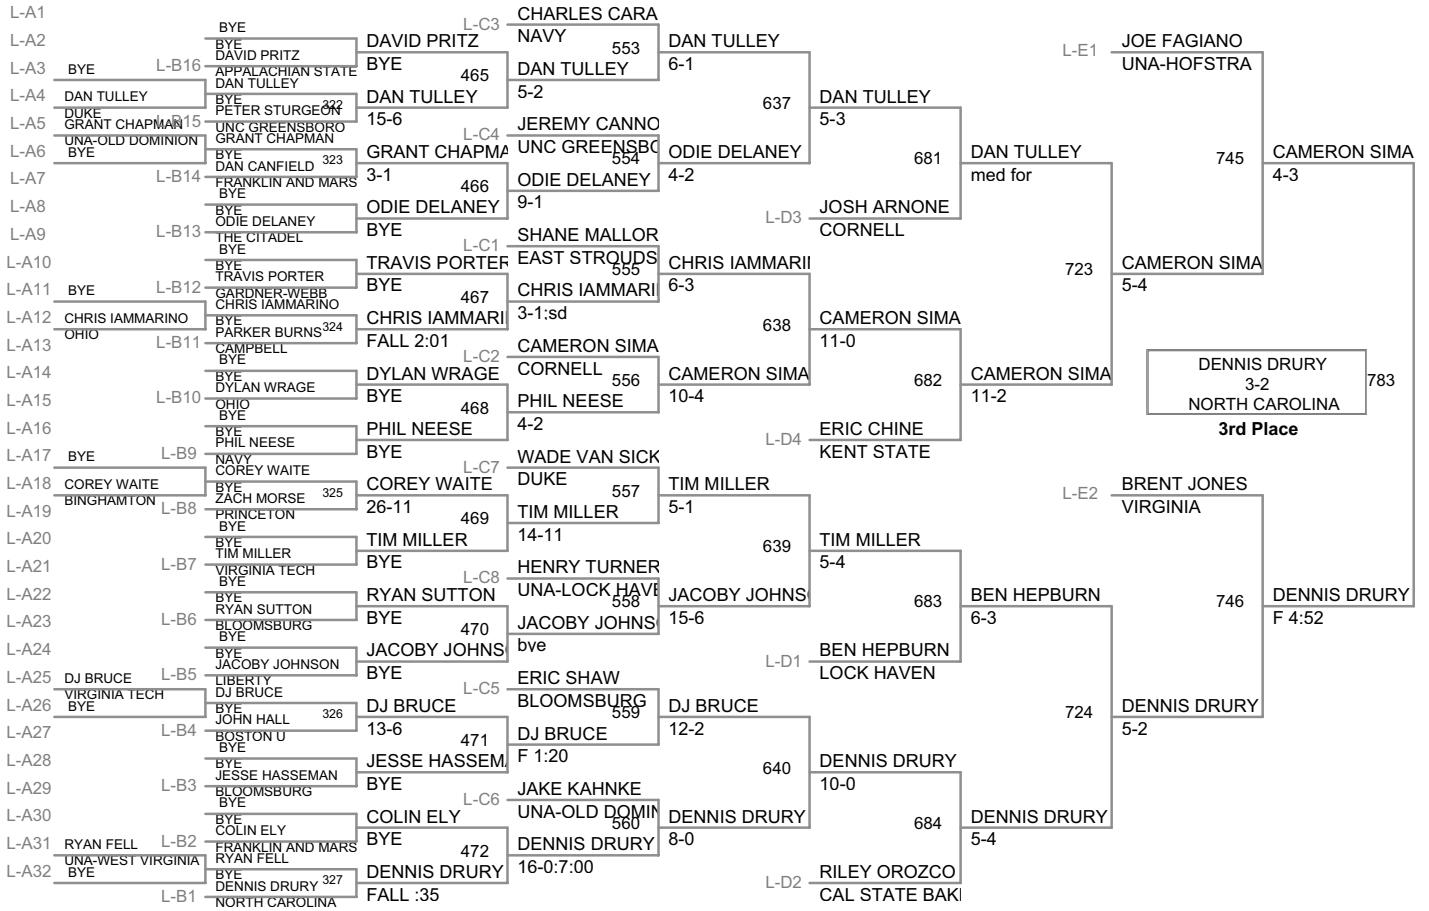 L-A1
L-A2
L-A3
L-A4
L-A5
L-A6
L-A7
L-A8
L-A9
L-A10
L-A11
L-A12
L-A13
L-A14
L-A15
L-A16
L-A17
L-A18
L-A19
L-A20
L-A21
L-A22
L-A23
L-A24
L-A25
L-A26
L-A27
L-A28
L-A29
L-A30
L-A31
L-A32
BYE
DAN TULLEY
DUKE
GRANT CHAPMAN
UNA-OLD DOMINION
BYE
BYE
CHRIS IAMMARINO
OHIO
BYE
COREY WAITE
BINGHAMTON
DJ BRUCE
VIRGINIA TECH
BYE
RYAN FELL
UNA-WEST VIRGINIA
BYE
BYE
BYE
L-B16 DAVID PRITZ
APPALACHIAN STATE
DAN TULLEY
BYE 322
L-B15 PETER STURGEON
UNC GREENSBORO
GRANT CHAPMAN
BYE 323
L-B14 DAN CANFIELD
FRANKLIN AND MARS
BYE
BYE
L-B13 ODIE DELANEY
THE CITADEL
BYE
BYE
L-B12 TRAVIS PORTER
GARDNER-WEBB
CHRIS IAMMARINO
BYE 324
L-B11 PARKER BURNS
CAMPBELL
BYE
BYE
L-B10 DYLAN WRAGE
OHIO
BYE
BYE
L-B9 PHIL NEESE
NAVY
COREY WAITE
BYE 325
L-B8 ZACH MORSE
PRINCETON
BYE
BYE
L-B7 TIM MILLER
VIRGINIA TECH
BYE
BYE
L-B6 RYAN SUTTON
BLOOMSBURG
BYE
BYE
L-B5 JACOBY JOHNSON
LIBERTY
DJ BRUCE
BYE 326
L-B4 JOHN HALL
BOSTON U
BYE
BYE
L-B3 JESSE HASSEMAN
BLOOMSBURG
BYE
BYE
L-B2 COLIN ELY
FRANKLIN AND MARS
RYAN FELL
BYE 327
L-B1 DENNIS DRURY
NORTH CAROLINA
DAVID PRITZ
BYE 465
DAN TULLEY
15-6
GRANT CHAPMA
3-1 466
ODIE DELANEY
BYE
TRAVIS PORTER
BYE 467
CHRIS IAMMARI
FALL 2:01
DYLAN WRAGE
BYE 468
PHIL NEESE
BYE
COREY WAITE
26-11 469
TIM MILLER
BYE
RYAN SUTTON
BYE 470
JACOBY JOHNS
BYE
DJ BRUCE
13-6 471
JESSE HASSEMA
BYE
COLIN ELY
BYE 472
DENNIS DRURY
FALL :35
L-C3 CHARLES CARA
NAVY 553
DAN TULLEY
5-2
L-C4 JEREMY CANNO
UNC GREENSBO 554
ODIE DELANEY
9-1
L-C1 SHANE MALLOR
EAST STROUDS 555
CHRIS IAMMARI
3-1:sd
L-C2 CAMERON SIMA
CORNELL 556
PHIL NEESE
4-2
L-C7 WADE VAN SICK
DUKE 557
TIM MILLER
14-11
L-C8 HENRY TURNER
UNA-LOCK HAVE 558
JACOBY JOHNS
bye
L-C5 ERIC SHAW
BLOOMSBURG 559
DJ BRUCE
F 1:20
L-C6 JAKE KAHNKE
UNA-OLD DOMIN 560
DENNIS DRURY
16-0:7:00
DAN TULLEY
6-1 637
ODIE DELANEY
4-2
CHRIS IAMMARI
6-3 638
CAMERON SIMA
10-4
TIM MILLER
5-1 639
JACOBY JOHNS
15-6
DJ BRUCE
12-2 640
DENNIS DRURY
8-0
DAN TULLEY
5-3 681
L-D3 JOSH ARNONE
CORNELL
CAMERON SIMA
11-0 682
L-D4 ERIC CHINE
KENT STATE
TIM MILLER
5-4 683
L-D1 BEN HEPBURN
LOCK HAVEN
DENNIS DRURY
10-0 684
L-D2 RILEY OROZCO
CAL STATE BAK
DAN TULLEY
med for 723
CAMERON SIMA
11-2
BEN HEPBURN
6-3 724
DENNIS DRURY
5-4
L-E1 JOE FAGIANO
UNA-HOFSTRA
745
CAMERON SIMA
5-4
L-E2 BRENT JONES
VIRGINIA
746
DENNIS DRURY
5-2
CAMERON SIMA
4-3
DENNIS DRURY
F 4:52
DENNIS DRURY
3-2 783
NORTH CAROLINA
3rd Place